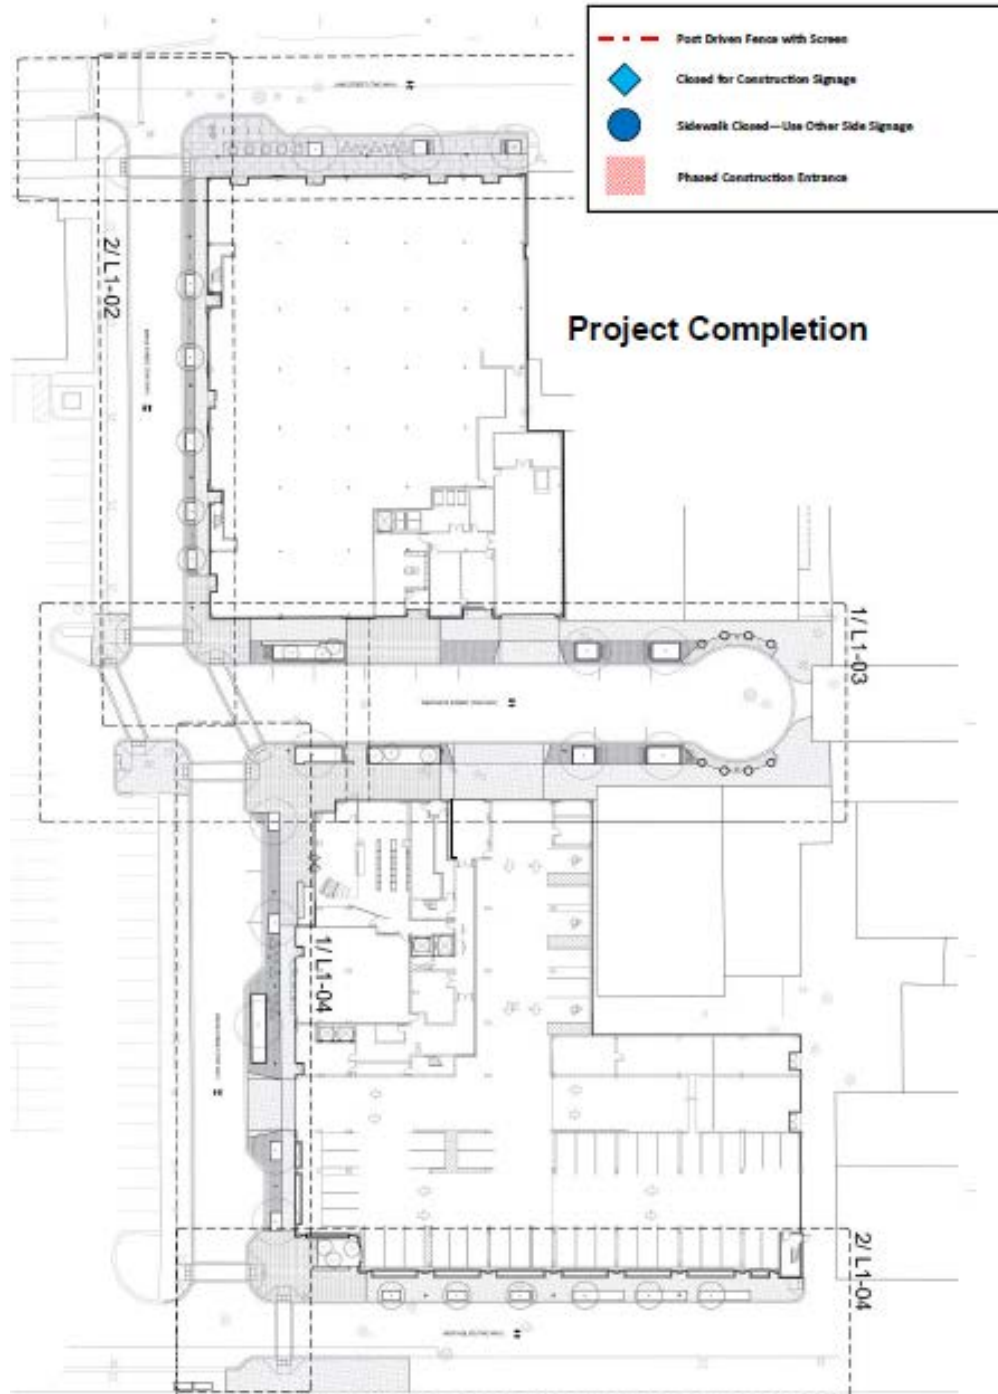 Post Driven Fence with Screen
Closed for Construction Signage
Sidewalk Closed—Use Other Side Signage
Phased Construction Entrance
Project Completion
2/ L1-02
1/ L1-03
1/ L1-04
2/ L1-04